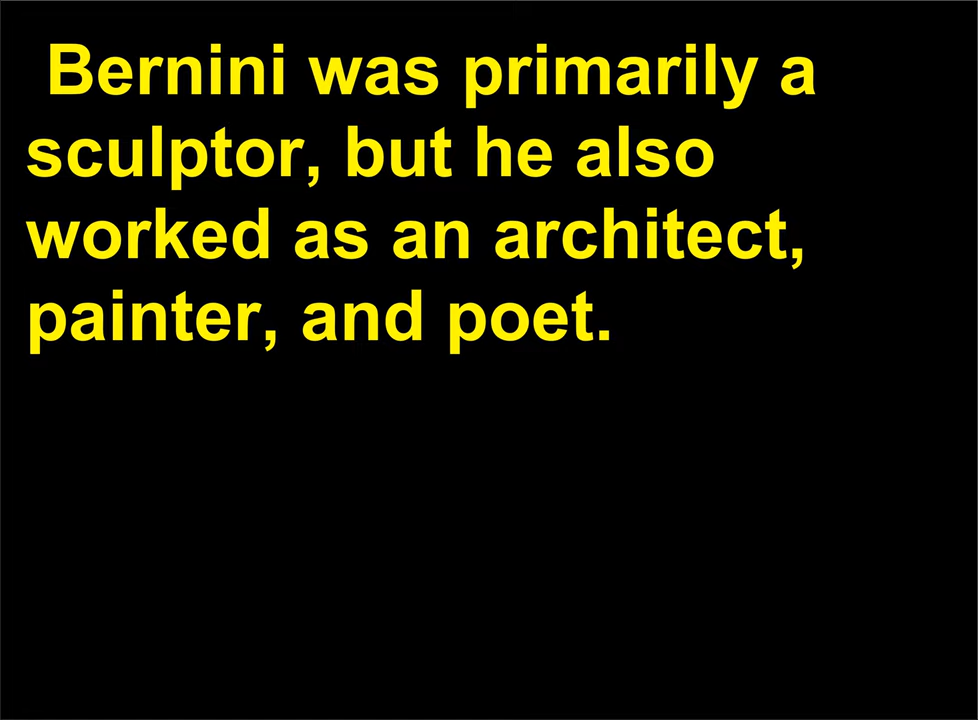 Bernini was primarily a
sculptor, but he also
worked as an architect,
painter, and poet.